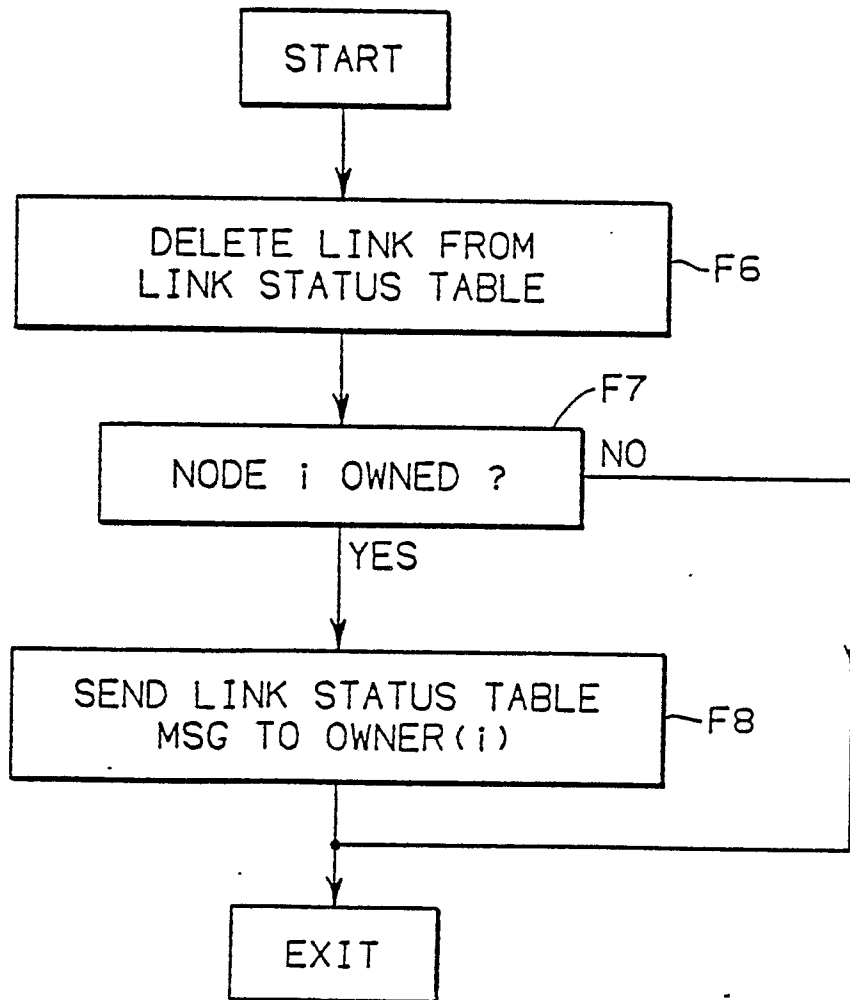 START
DELETE LINK FROM
LINK STATUS TABLE
F6
F7
NODE i OWNED ?
NO
YES
SEND LINK STATUS TABLE
MSG TO OWNER(i)
F8
EXIT